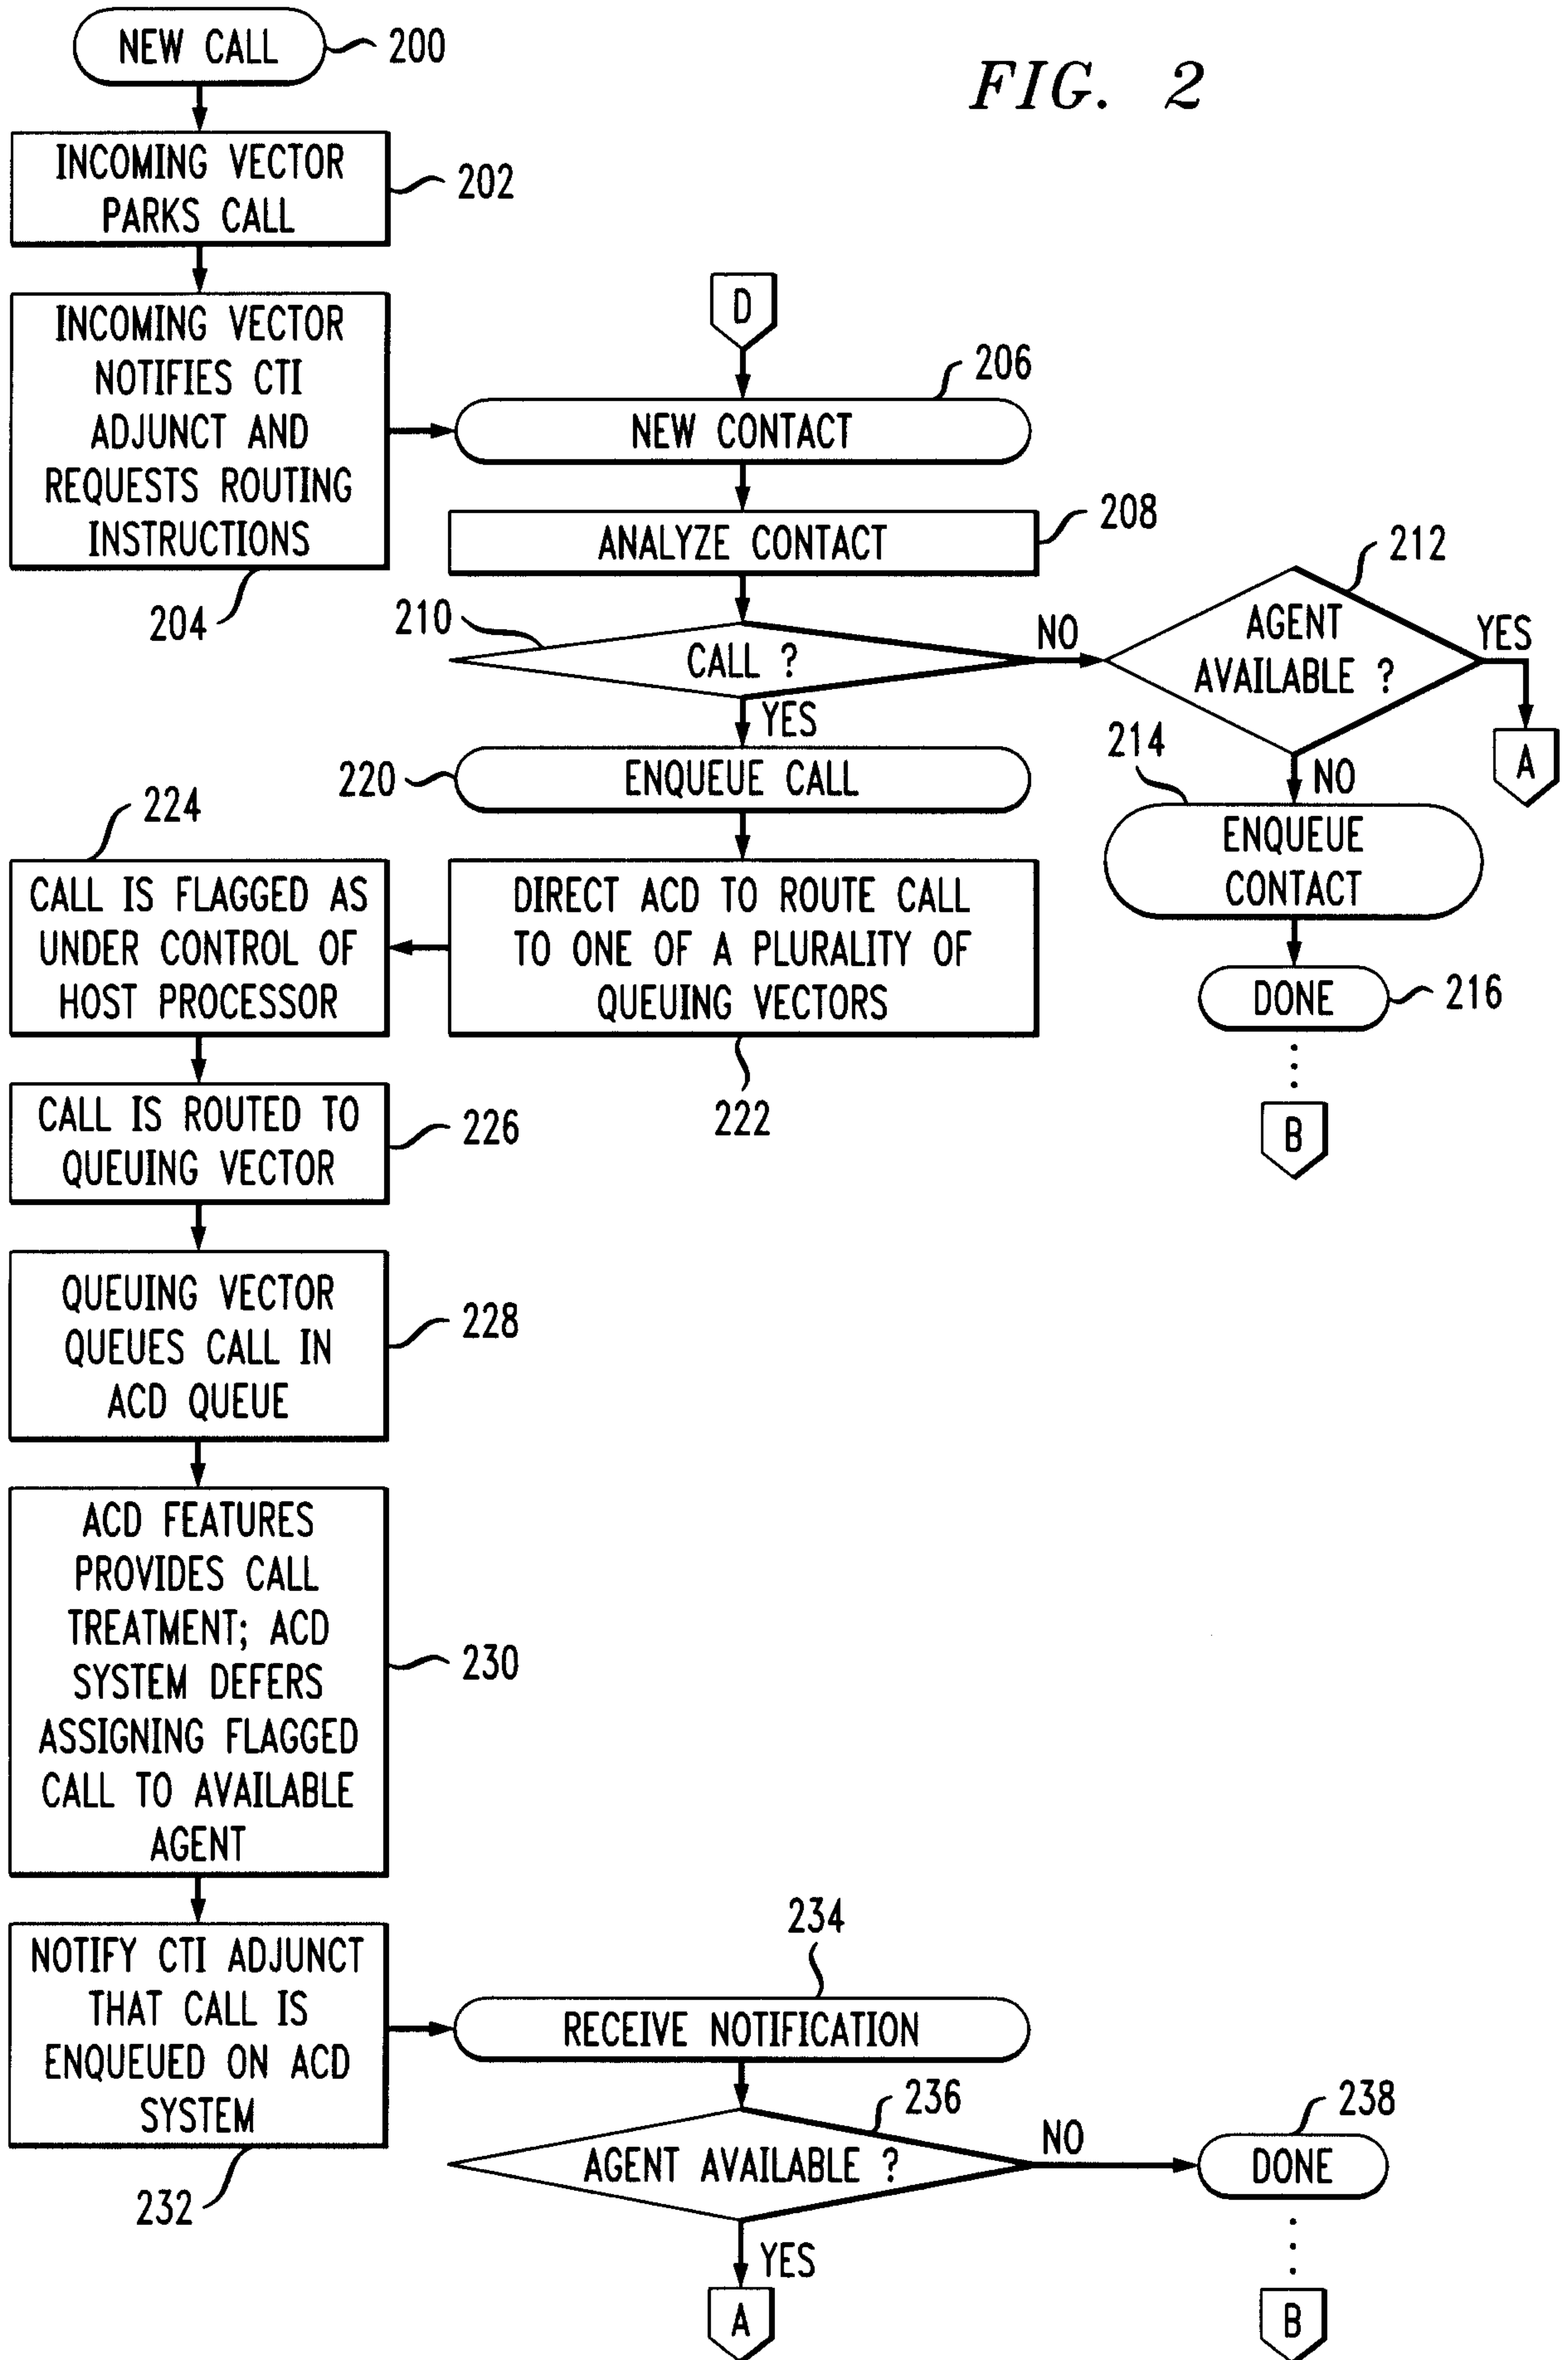 FIG. 2
NEW CALL
200
INCOMING VECTOR
PARKS CALL
202
INCOMING VECTOR
NOTIFIES CTI
ADJUNCT AND
REQUESTS ROUTING
INSTRUCTIONS
204
D
206
NEW CONTACT
ANALYZE CONTACT
208
210
CALL ?
NO
YES
212
AGENT
AVAILABLE ?
YES
A
NO
214
ENQUEUE
CONTACT
DONE
216
B
220
ENQUEUE CALL
DIRECT ACD TO ROUTE CALL
TO ONE OF A PLURALITY OF
QUEUING VECTORS
222
224
CALL IS FLAGGED AS
UNDER CONTROL OF
HOST PROCESSOR
CALL IS ROUTED TO
QUEUING VECTOR
226
QUEUING VECTOR
QUEUES CALL IN
ACD QUEUE
228
ACD FEATURES
PROVIDES CALL
TREATMENT; ACD
SYSTEM DEFERS
ASSIGNING FLAGGED
CALL TO AVAILABLE
AGENT
230
NOTIFY CTI ADJUNCT
THAT CALL IS
ENQUEUED ON ACD
SYSTEM
232
234
RECEIVE NOTIFICATION
236
AGENT AVAILABLE ?
NO
238
DONE
YES
A
B